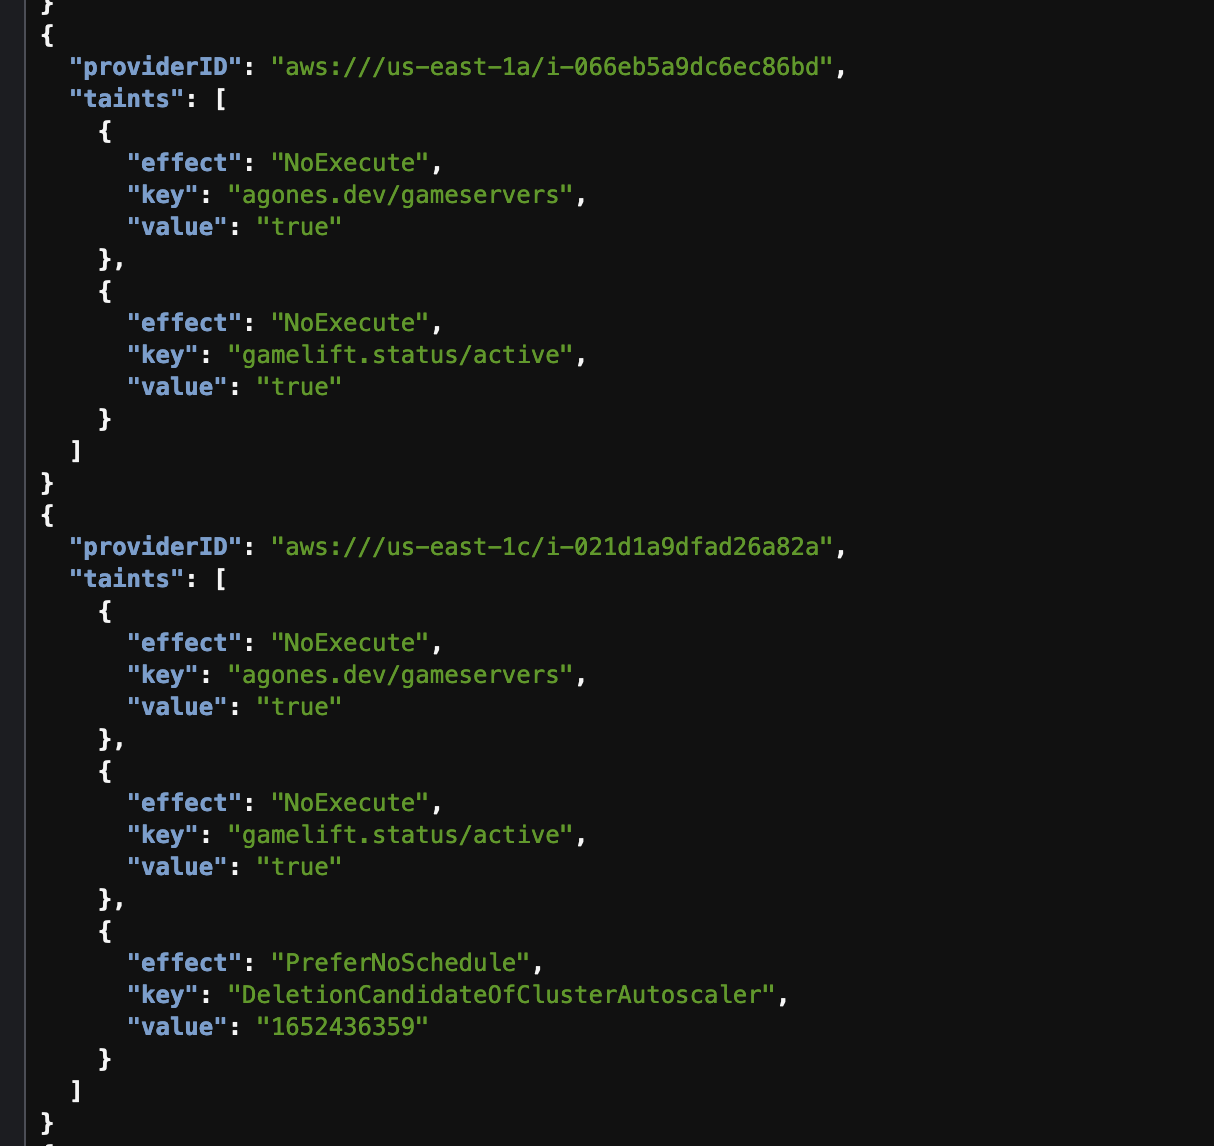 }
{
  "providerID": "aws:///us-east-1a/i-066eb5a9dc6ec86bd",
  "taints": [
    {
      "effect": "NoExecute",
      "key": "agones.dev/gameservers",
      "value": "true"
    },
    {
      "effect": "NoExecute",
      "key": "gamelift.status/active",
      "value": "true"
    }
  ]
}
{
  "providerID": "aws:///us-east-1c/i-021d1a9dfad26a82a",
  "taints": [
    {
      "effect": "NoExecute",
      "key": "agones.dev/gameservers",
      "value": "true"
    },
    {
      "effect": "NoExecute",
      "key": "gamelift.status/active",
      "value": "true"
    },
    {
      "effect": "PreferNoSchedule",
      "key": "DeletionCandidateOfClusterAutoscaler",
      "value": "1652436359"
    }
  ]
}